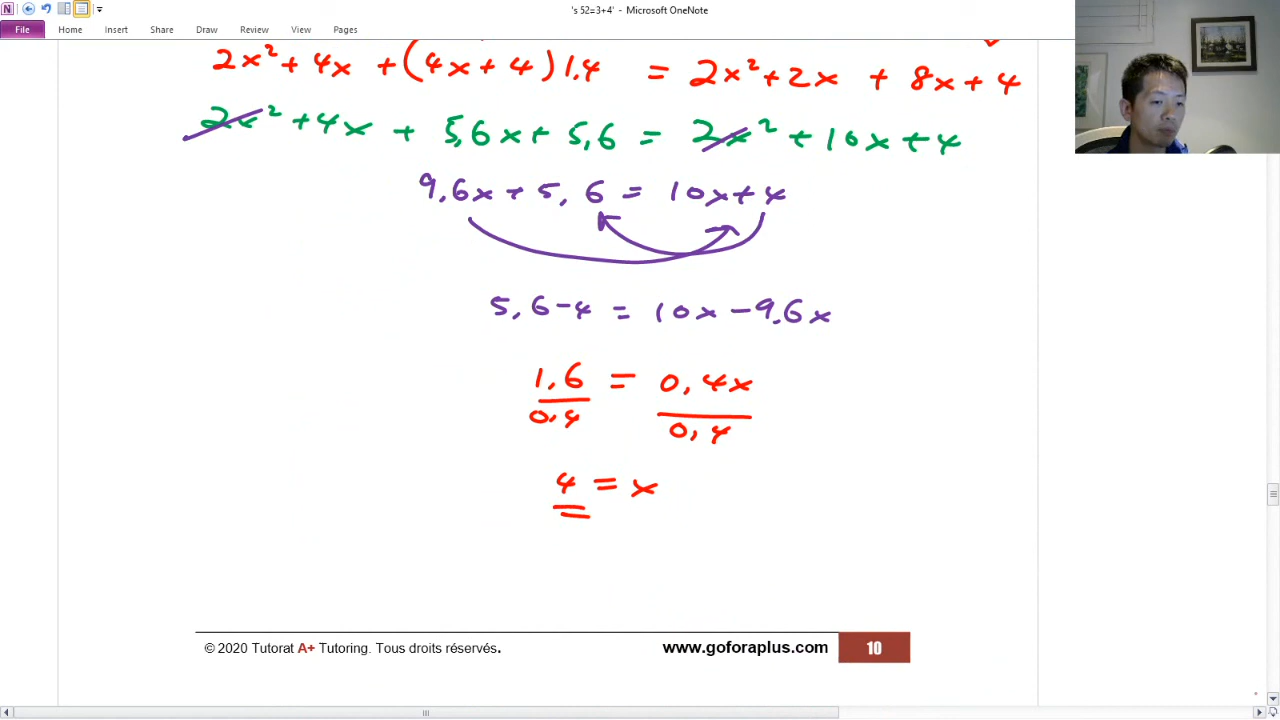 's 52=3+4' - Microsoft OneNote
File Home Insert Share Draw Review View Pages
2x² + 4x + (4x + 4) 1.4 = 2x² + 2x + 8x + 4
2x² + 4x + 5,6x + 5,6 = 2x² + 10x + 4
9,6x + 5,6 = 10x + 4
5,6 - 4 = 10x - 9,6x
1,6 = 0,4x
0,4 0,4
4 = x
© 2020 Tutorat A+ Tutoring. Tous droits réservés. www.goforaplus.com 10